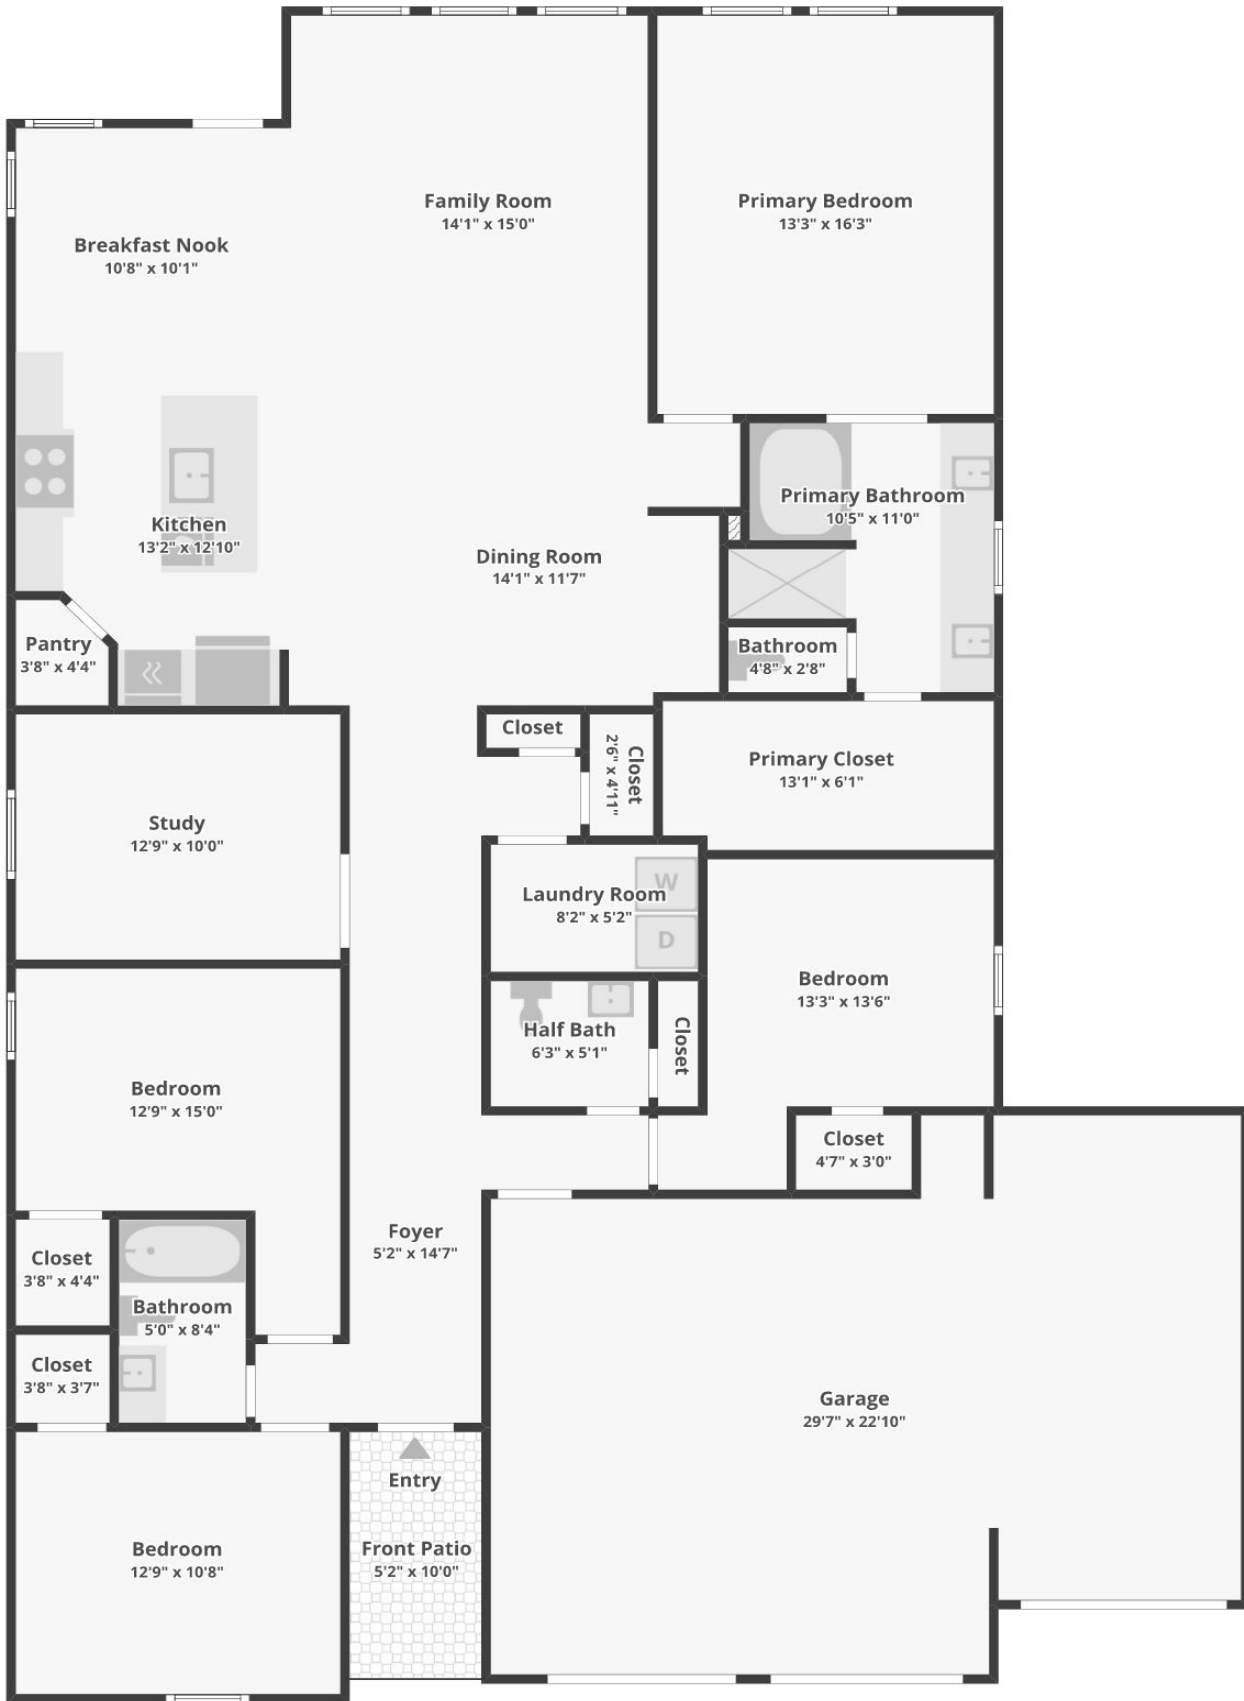 Family Room
14'1" x 15'0"
Primary Bedroom
13'3" x 16'3"
Breakfast Nook
10'8" x 10'1"
Primary Bathroom
10'5" x 11'0"
Kitchen
13'2" x 12'10"
Dining Room
14'1" x 11'7"
Pantry
3'8" x 4'4"
Bathroom
4'8" x 2'8"
Closet
Closet
2'6" x 4'11"
Primary Closet
13'1" x 6'1"
Study
12'9" x 10'0"
W
Laundry Room
8'2" x 5'2"
D
Bedroom
13'3" x 13'6"
Half Bath
6'3" x 5'1"
Closet
Bedroom
12'9" x 15'0"
Closet
4'7" x 3'0"
Foyer
5'2" x 14'7"
Closet
3'8" x 4'4"
Bathroom
5'0" x 8'4"
Closet
3'8" x 3'7"
Garage
29'7" x 22'10"
Entry
Bedroom
12'9" x 10'8"
Front Patio
5'2" x 10'0"